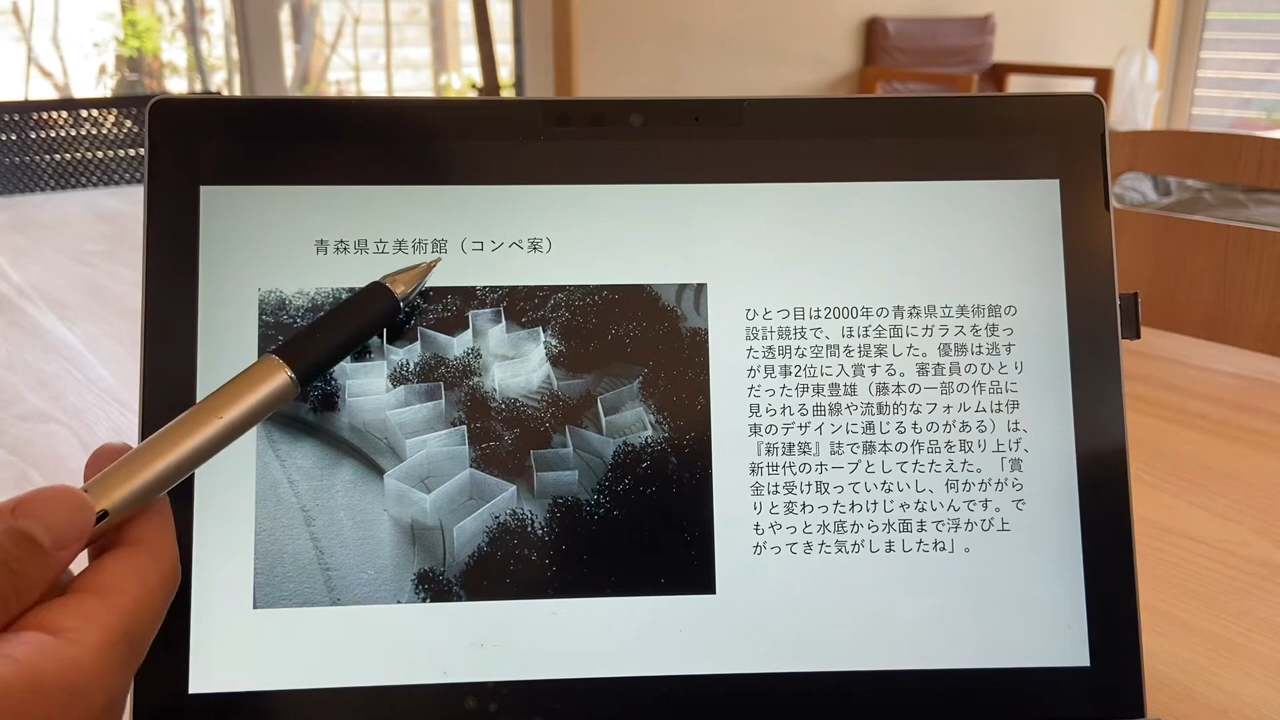 青森県立美術館（コンペ案）
ひとつ目は2000年の青森県立美術館の
設計競技で、ほぼ全面にガラスを使っ
た透明な空間を提案した。優勝は逃す
が見事2位に入賞する。審査員のひとり
だった伊東豊雄（藤本の一部の作品に
見られる曲線や流動的なフォルムは伊
東のデザインに通じるものがある）は、
『新建築』誌で藤本の作品を取り上げ、
新世代のホープとしてたたえた。「賞
金は受け取っていないし、何かががら
りと変わったわけじゃないんです。で
もやっと水底から水面まで浮かび上
がってきた気がしましたね」。